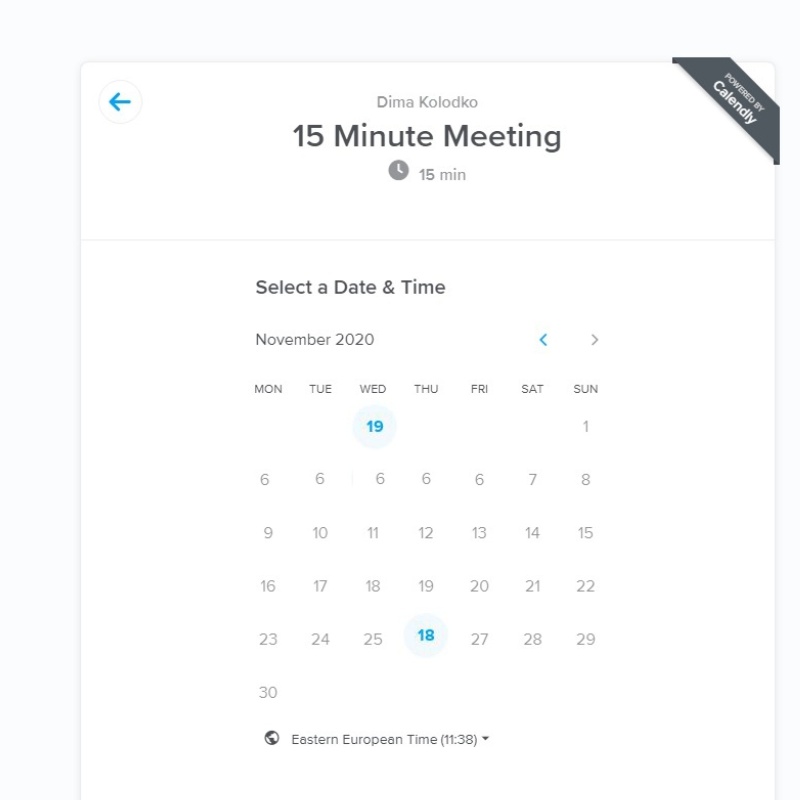 POWERED BY
Calendly
Dima Kolodko
15 Minute Meeting
15 min
Select a Date & Time
November 2020
MON TUE WED THU FRI SAT SUN
19 1
6 6 6 6 6 7 8
9 10 11 12 13 14 15
16 17 18 19 20 21 22
23 24 25 18 27 28 29
30
Eastern European Time (11:38)